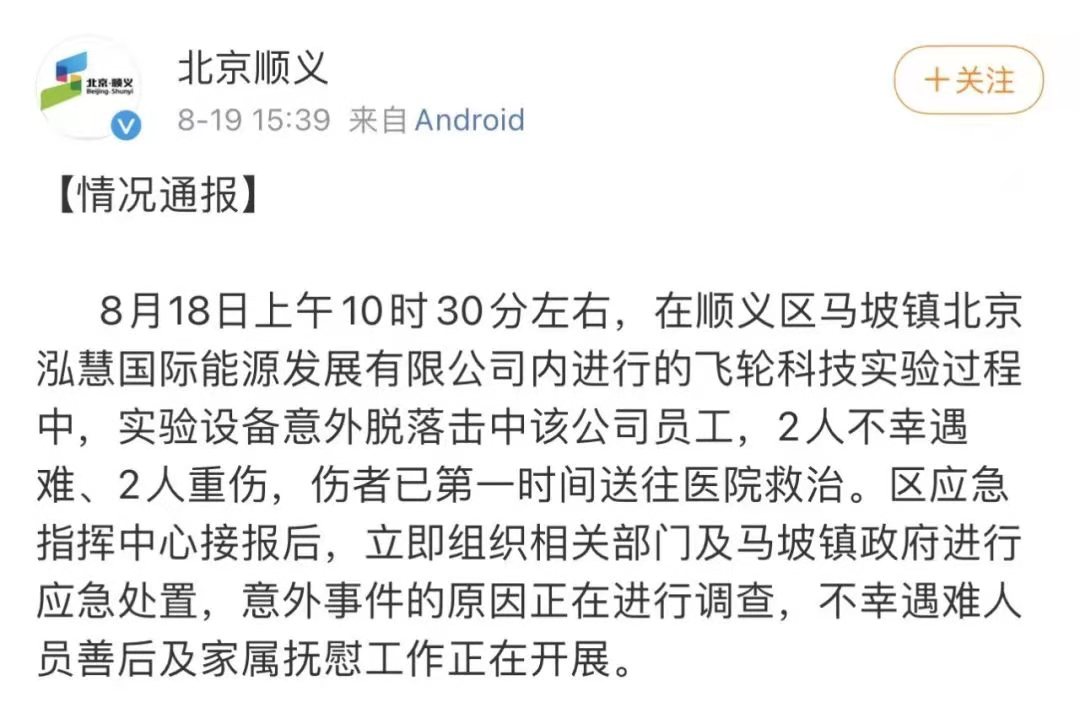 北京·顺义
Beijing·Shunyi
北京顺义
+关注
8-19 15:39 来自 Android
【情况通报】
8月18日上午10时30分左右，在顺义区马坡镇北京
泓慧国际能源发展有限公司内进行的飞轮科技实验过程
中，实验设备意外脱落击中该公司员工，2人不幸遇
难、2人重伤，伤者已第一时间送往医院救治。区应急
指挥中心接报后，立即组织相关部门及马坡镇政府进行
应急处置，意外事件的原因正在进行调查，不幸遇难人
员善后及家属抚慰工作正在开展。